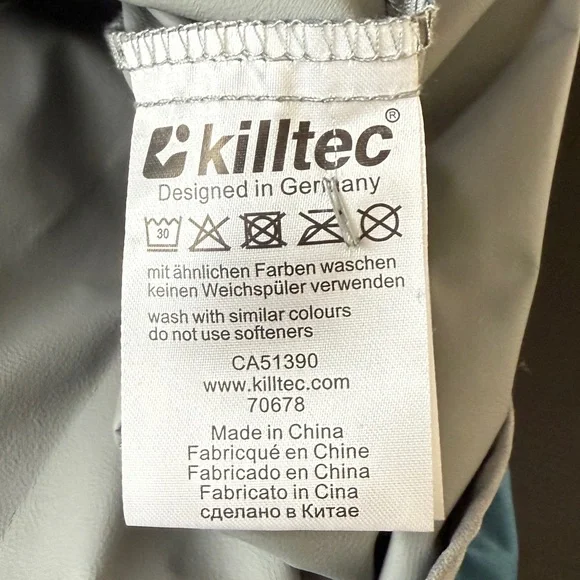 killtec®
Designed in Germany
30
mit ähnlichen Farben waschen
keinen Weichspüler verwenden
wash with similar colours
do not use softeners
CA51390
www.killtec.com
70678
Made in China
Fabricqué en Chine
Fabricado en China
Fabricato in Cina
сделано в Китае